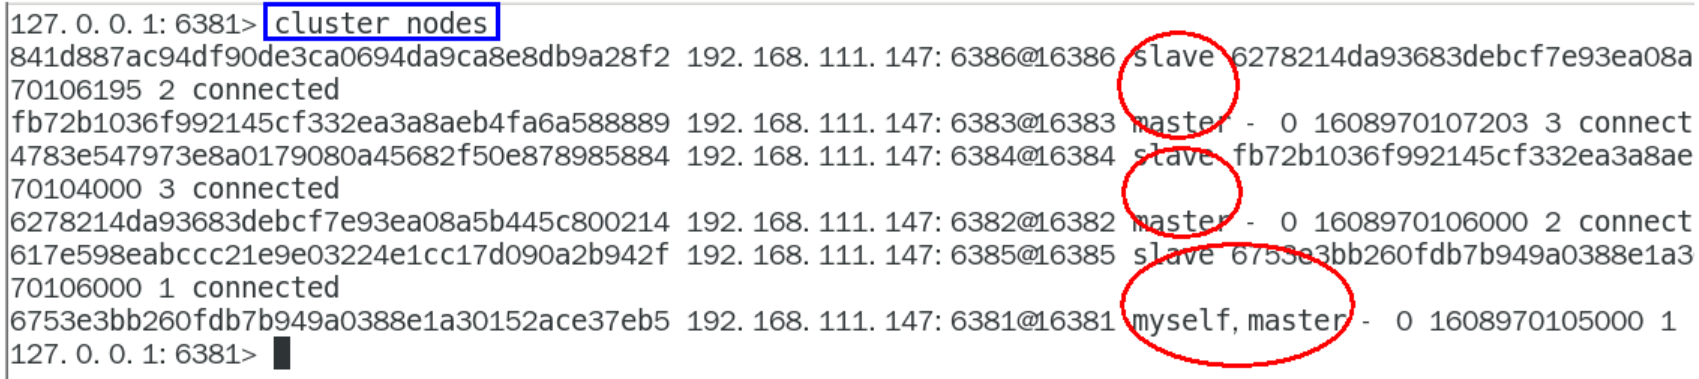 127.0.0.1:6381> cluster nodes
841d887ac94df90de3ca0694da9ca8e8db9a28f2 192.168.111.147:6386@16386 slave 6278214da93683debcf7e93ea08a
70106195 2 connected
fb72b1036f992145cf332ea3a8aeb4fa6a588889 192.168.111.147:6383@16383 master - 0 1608970107203 3 connect
4783e547973e8a0179080a45682f50e878985884 192.168.111.147:6384@16384 slave fb72b1036f992145cf332ea3a8ae
70104000 3 connected
6278214da93683debcf7e93ea08a5b445c800214 192.168.111.147:6382@16382 master - 0 1608970106000 2 connect
617e598eabccc21e9e03224e1cc17d090a2b942f 192.168.111.147:6385@16385 slave 6753e3bb260fdb7b949a0388e1a3
70106000 1 connected
6753e3bb260fdb7b949a0388e1a30152ace37eb5 192.168.111.147:6381@16381 myself,master - 0 1608970105000 1
127.0.0.1:6381>